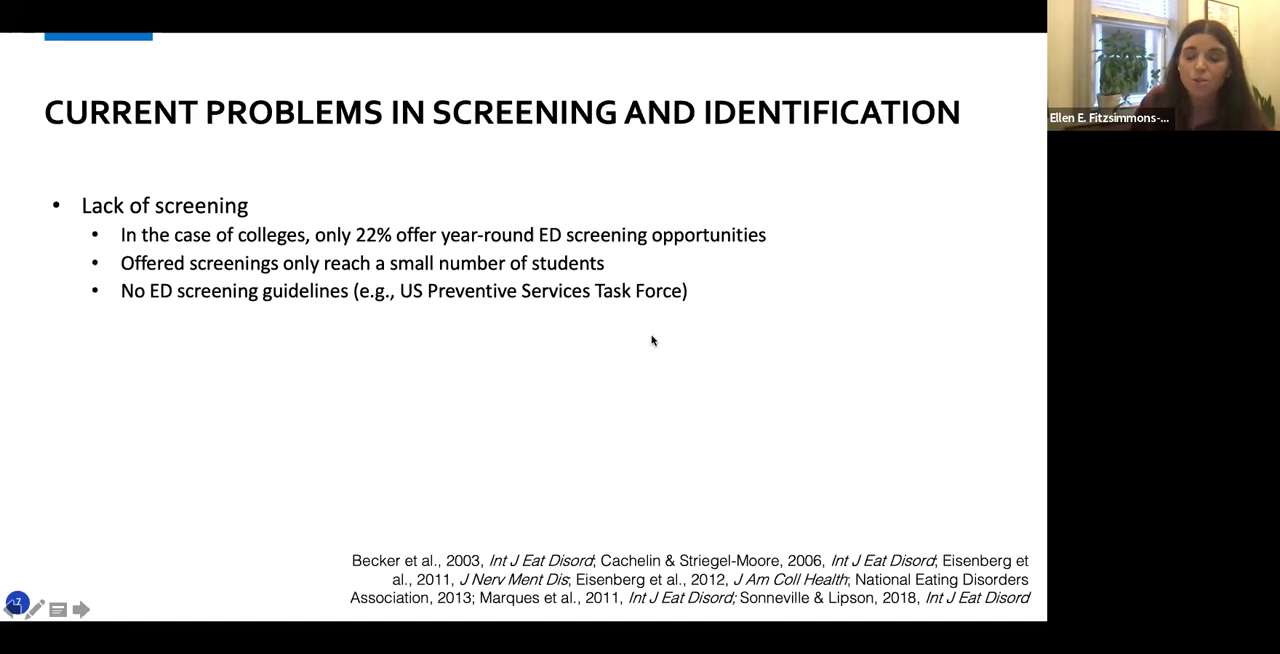 CURRENT PROBLEMS IN SCREENING AND IDENTIFICATION
Ellen E. Fitzsimmons-...
• Lack of screening
• In the case of colleges, only 22% offer year-round ED screening opportunities
• Offered screenings only reach a small number of students
• No ED screening guidelines (e.g., US Preventive Services Task Force)
Becker et al., 2003, Int J Eat Disord; Cachelin & Striegel-Moore, 2006, Int J Eat Disord; Eisenberg et
al., 2011, J Nerv Ment Dis; Eisenberg et al., 2012, J Am Coll Health; National Eating Disorders
Association, 2013; Marques et al., 2011, Int J Eat Disord; Sonneville & Lipson, 2018, Int J Eat Disord
7